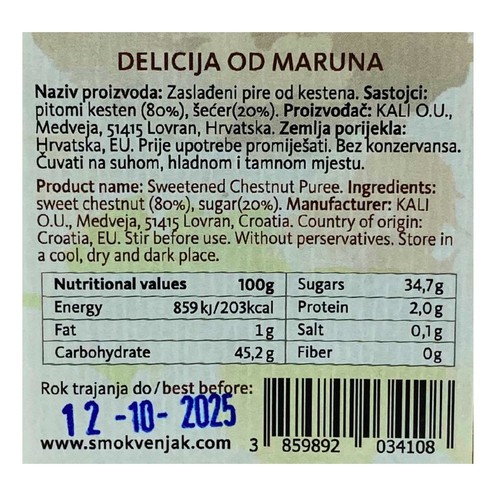 DELICIJA OD MARUNA
Naziv proizvoda: Zaslađeni pire od kestena. Sastojci:
pitomi kesten (80%), šećer(20%). Proizvođač: KALI O.U.,
Medveja, 51415 Lovran, Hrvatska. Zemlja porijekla:
Hrvatska, EU. Prije upotrebe promiješati. Bez konzervansa.
Čuvati na suhom, hladnom i tamnom mjestu.
Product name: Sweetened Chestnut Puree. Ingredients:
sweet chestnut (80%), sugar(20%). Manufacturer: KALI
O.U., Medveja, 51415 Lovran, Croatia. Country of origin:
Croatia, EU. Stir before use. Without perservatives. Store in
a cool, dry and dark place.
Nutritional values 100g
Energy 859 kj/203kcal
Fat 1g
Carbohydrate 45,2g
Sugars 34,7g
Protein 2,0g
Salt 0,1g
Fiber 0g
Rok trajanja do/best before:
12-10-2025
www.smokvenjak.com
3 859892 034108